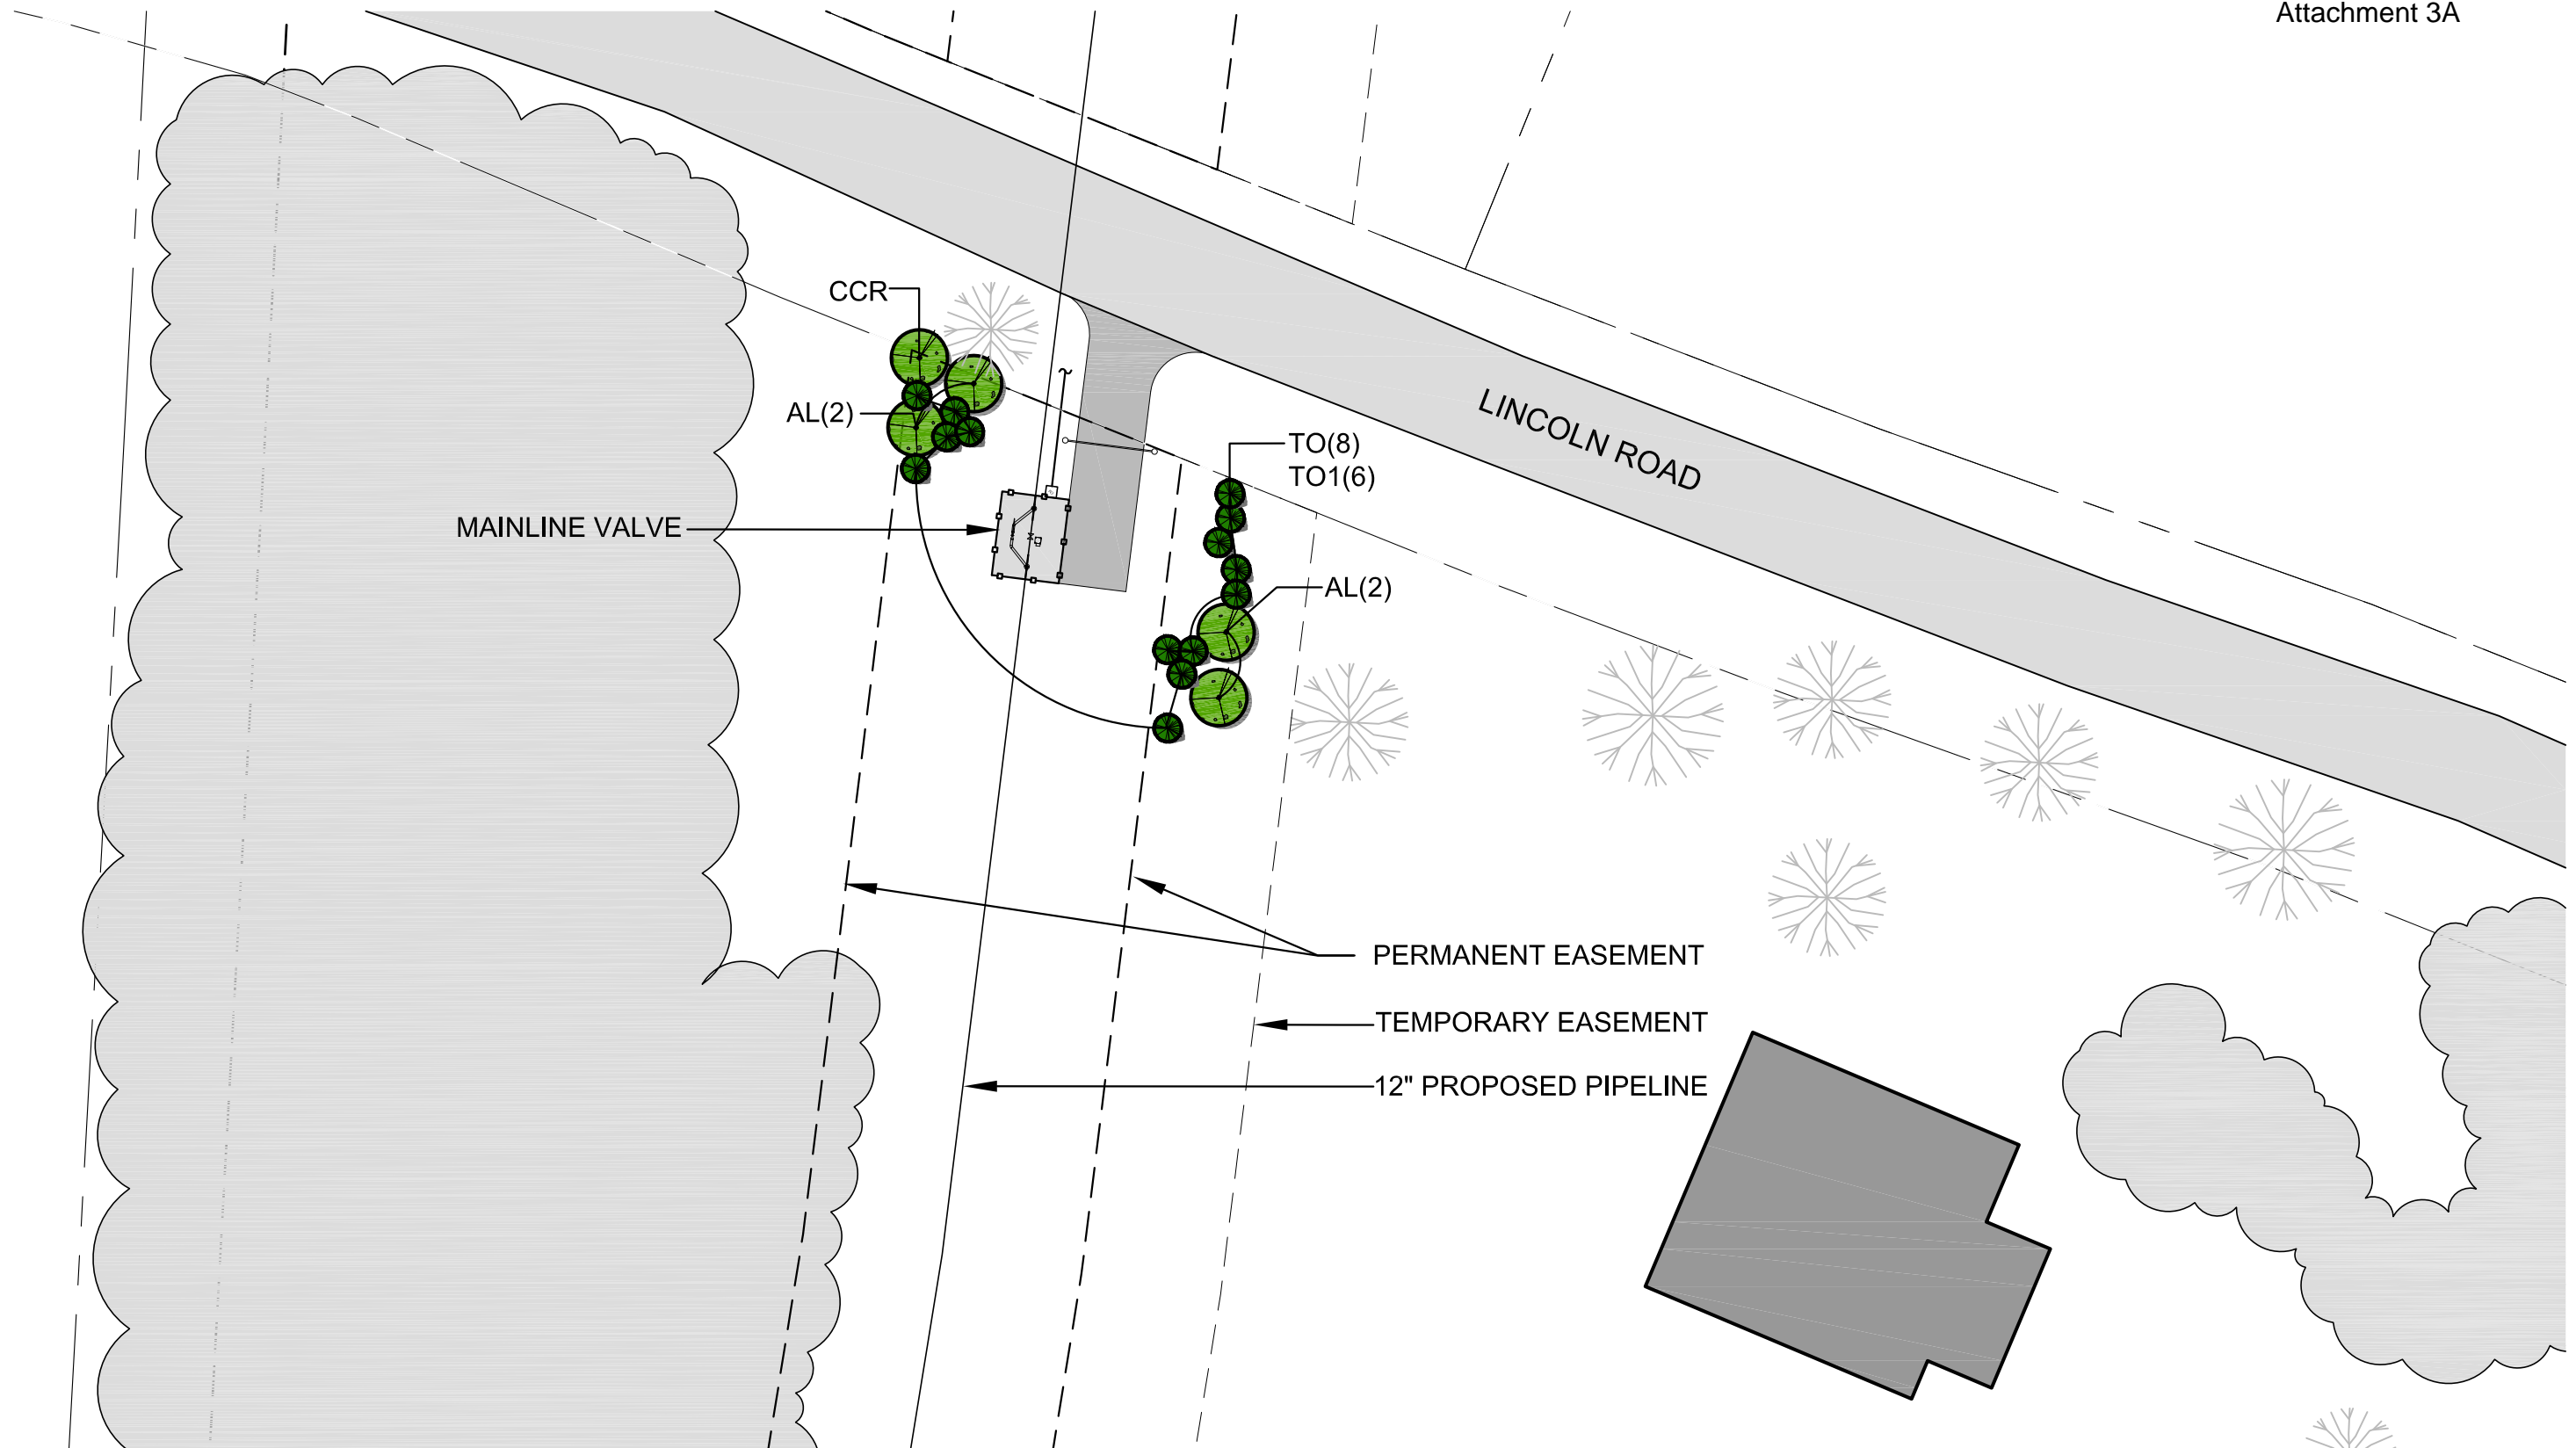 Attachment 3A
CCR
AL(2)
LINCOLN ROAD
TO(8)
TO1(6)
MAINLINE VALVE
AL(2)
PERMANENT EASEMENT
TEMPORARY EASEMENT
12" PROPOSED PIPELINE